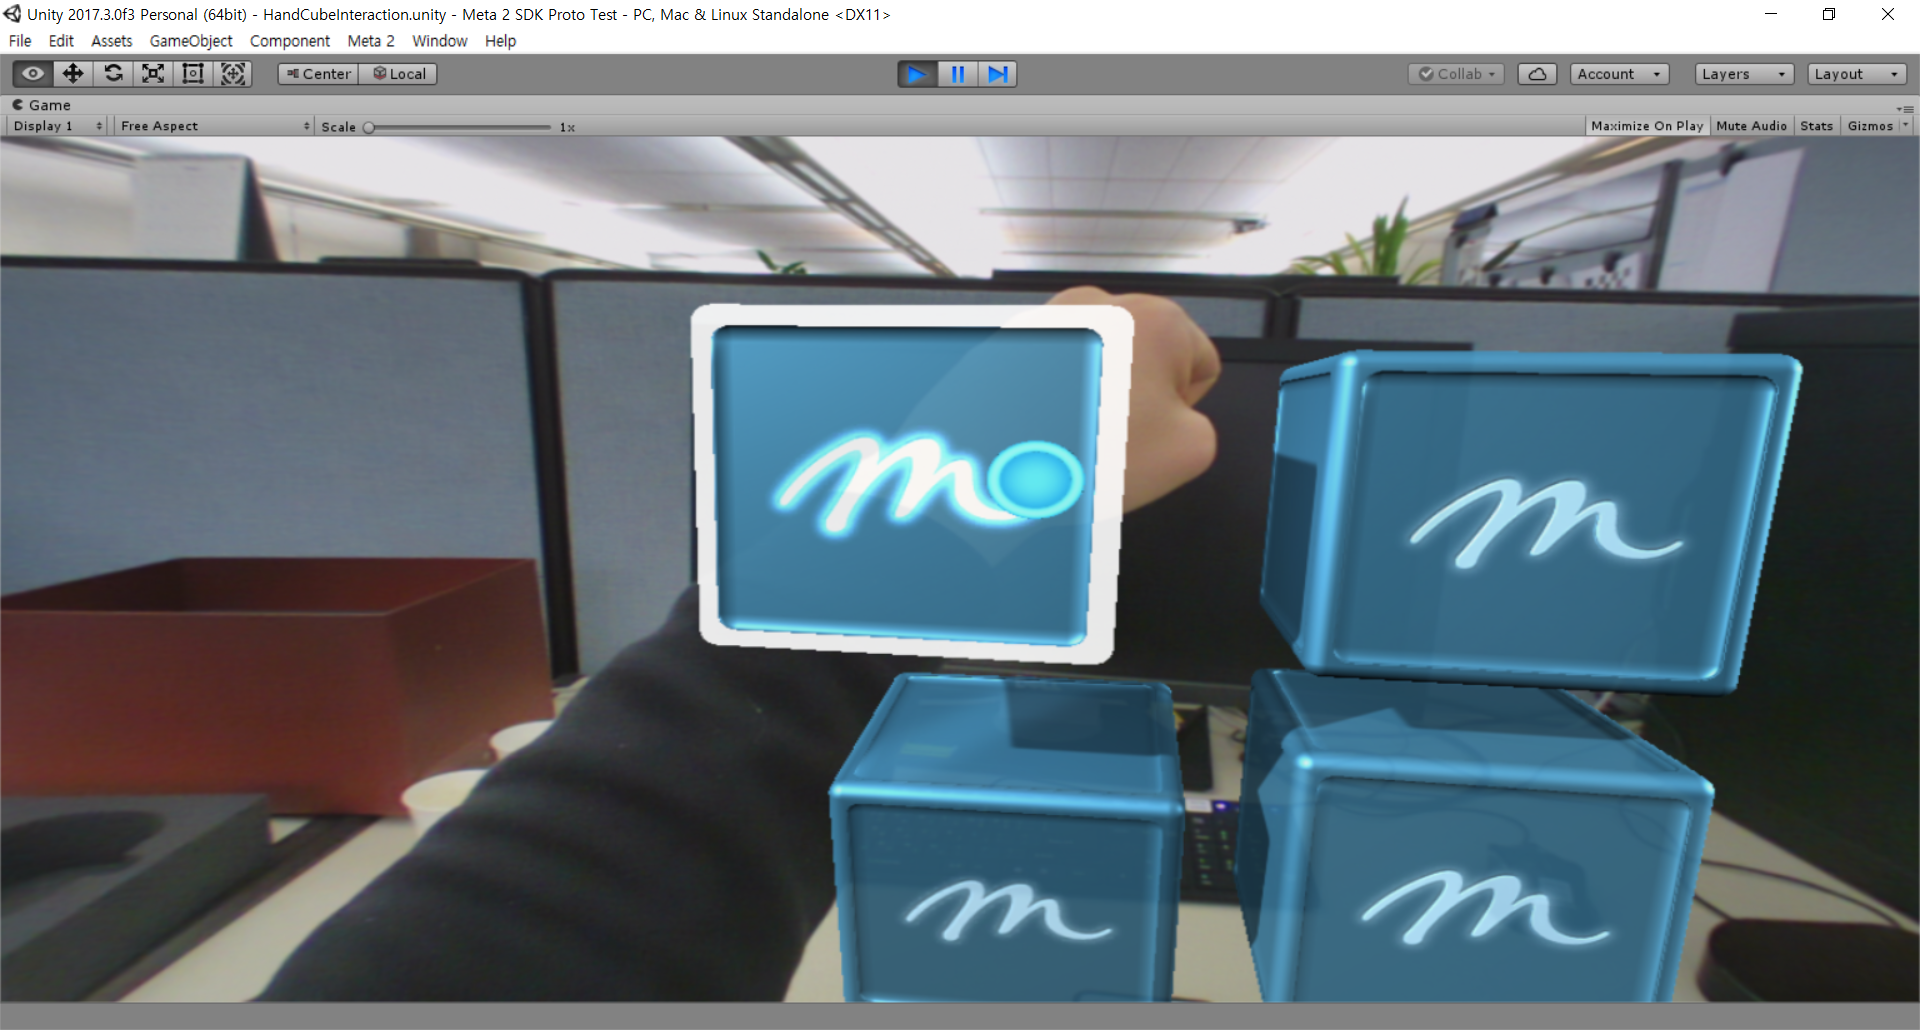 Unity 2017.3.0f3 Personal (64bit) - HandCubeInteraction.unity - Meta 2 SDK Proto Test - PC, Mac & Linux Standalone <DX11>
File Edit Assets GameObject Component Meta 2 Window Help
Center Local Collab Account Layers Layout
Game
Display 1 Free Aspect Scale 1x Maximize On Play Mute Audio Stats Gizmos
m
m
m
m